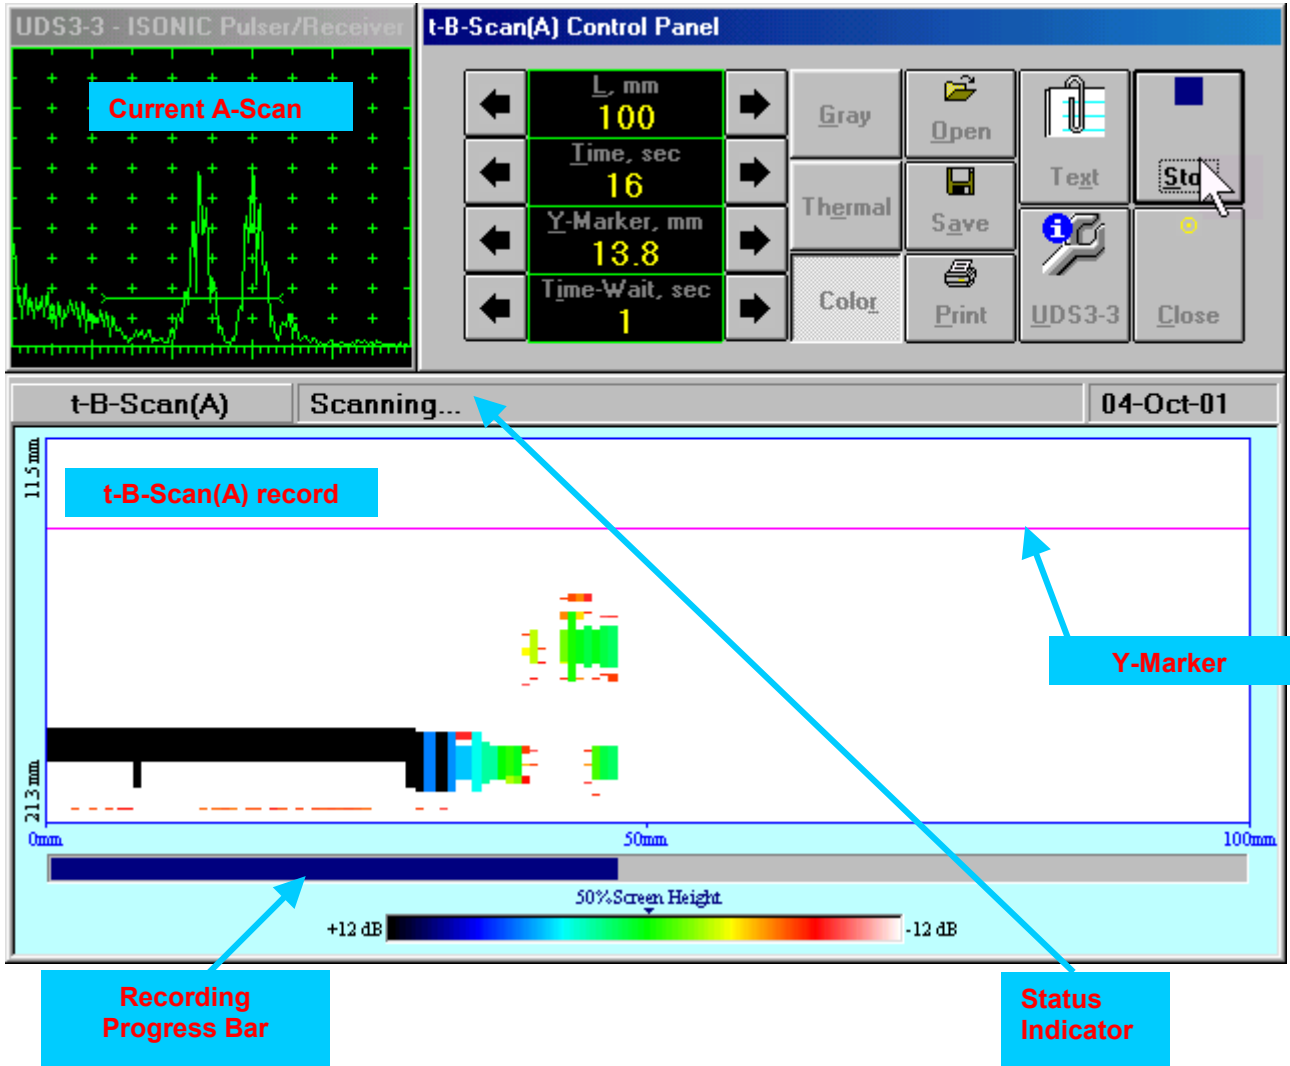 UDS3-3 - ISONIC Pulser/Receiver
Current A-Scan
t-B-Scan(A) Control Panel
L, mm
100
Time, sec
16
Y-Marker, mm
13.8
Time-Wait, sec
1
Gray
Thermal
Color
Open
Save
Print
Text
UDS3-3
Close
t-B-Scan(A)
Scanning...
04-Oct-01
11.5 mm
t-B-Scan(A) record
Y-Marker
21.3 mm
0mm
50mm
100mm
50%Screen Height
+12 dB
-12 dB
Recording
Progress Bar
Status
Indicator